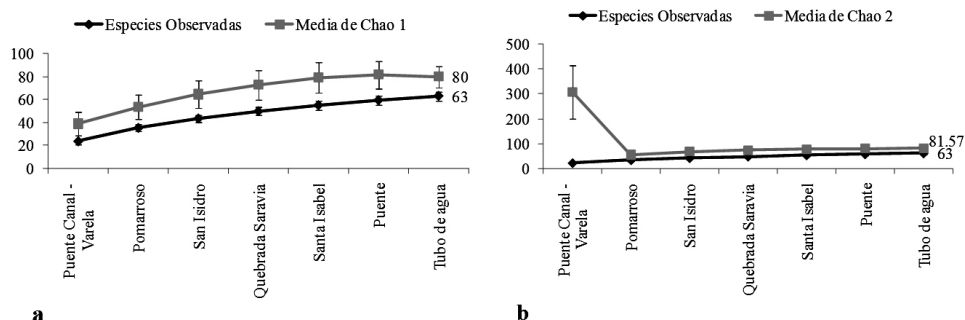 Especies Observadas
Media de Chao 1
100
80
60
40
20
0
80
63
Puente Canal -
Varela
Pomarroso
San Isidro
Quebrada Saravia
Santa Isabel
Puente
Tubo de agua
a
Especies Observadas
Media de Chao 2
500
400
300
200
100
0
81.57
63
Puente Canal -
Varela
Pomarroso
San Isidro
Quebrada Saravia
Santa Isabel
Puente
Tubo de agua
b